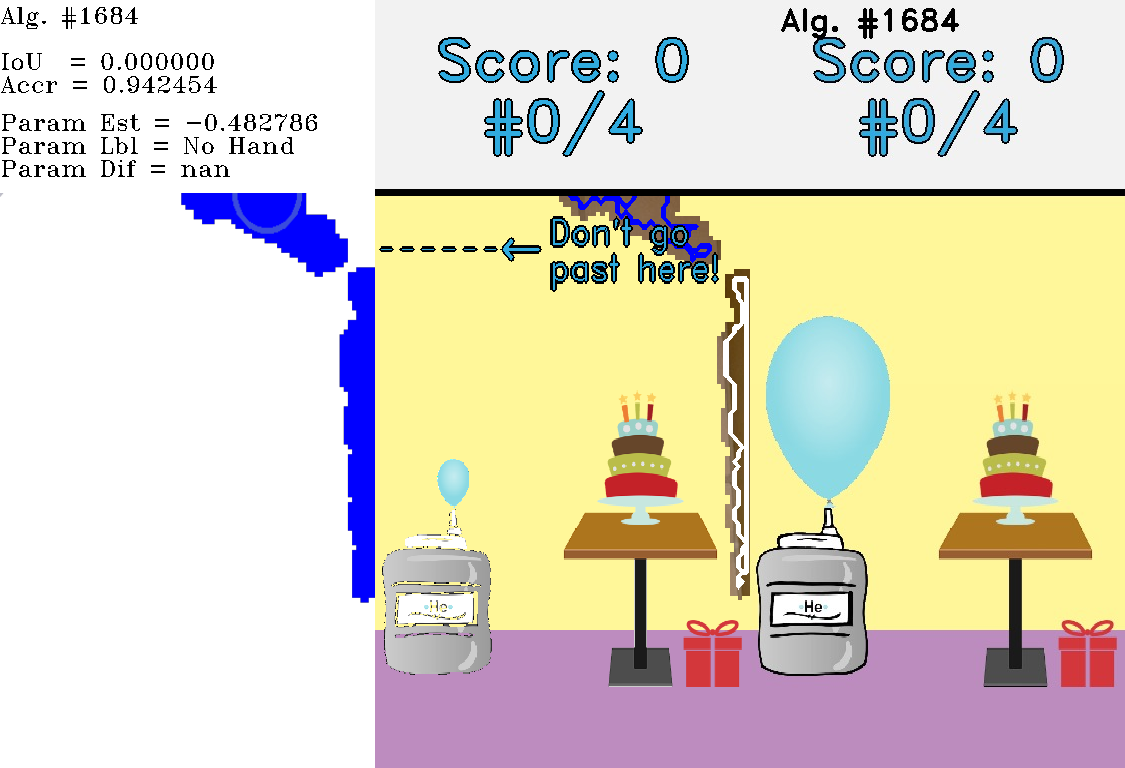 Alg. #1684
IoU = 0.000000
Accr = 0.942454
Param Est = -0.482786
Param Lbl = No Hand
Param Dif = nan
Score: 0
#0/4
Don't go
past here!
He
Alg. #1684
Score: 0
#0/4
He